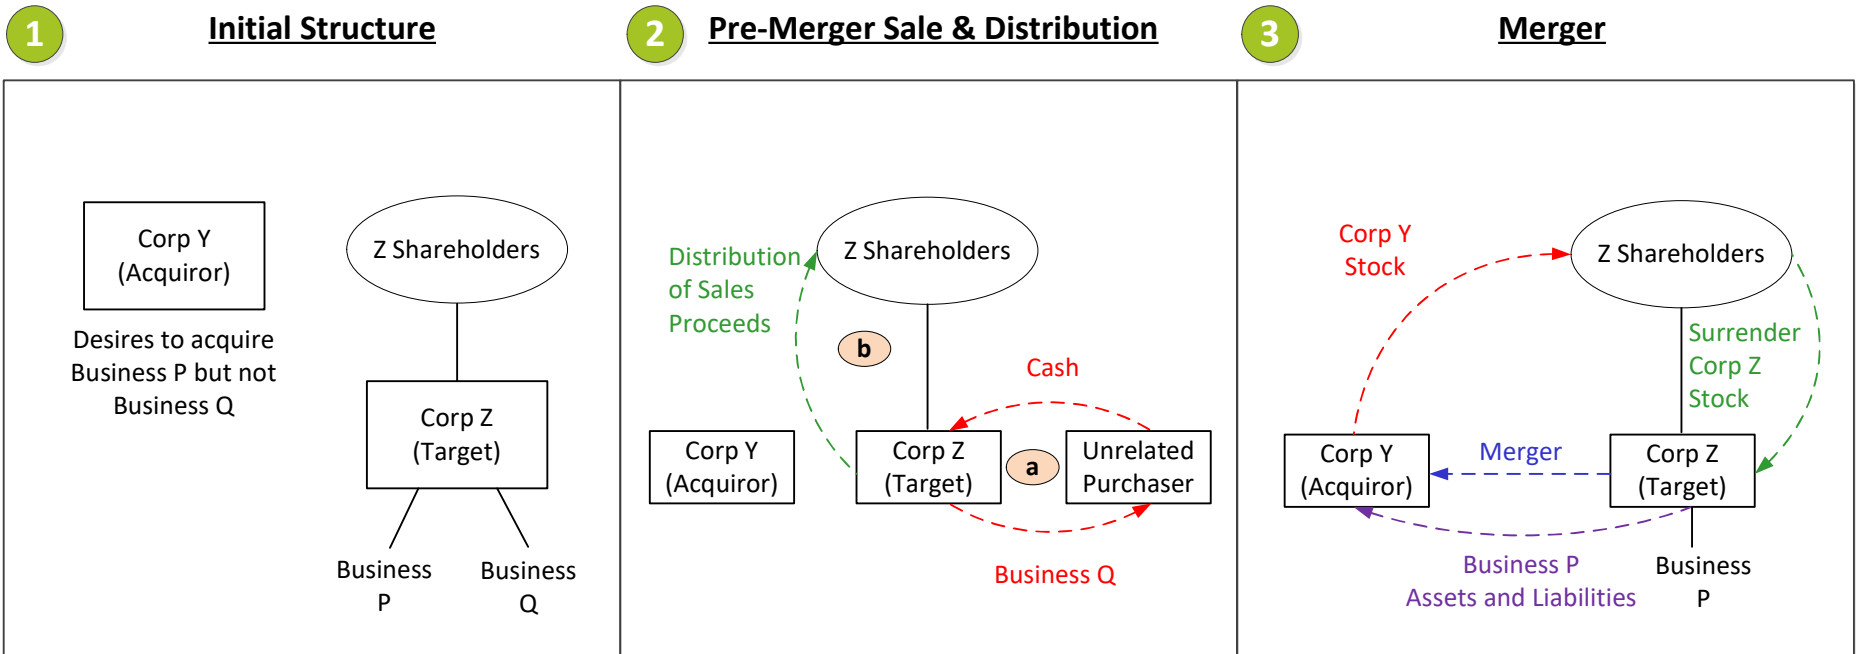 1
Initial Structure
Corp Y
(Acquiror)
Desires to acquire
Business P but not
Business Q
Z Shareholders
Corp Z
(Target)
Business
P
Business
Q
2
Pre-Merger Sale & Distribution
Distribution
of Sales
Proceeds
Z Shareholders
b
Cash
Corp Y
(Acquiror)
Corp Z
(Target)
a
Unrelated
Purchaser
Business Q
3
Merger
Corp Y
Stock
Z Shareholders
Surrender
Corp Z
Stock
Corp Y
(Acquiror)
Merger
Corp Z
(Target)
Business P
Assets and Liabilities
Business
P